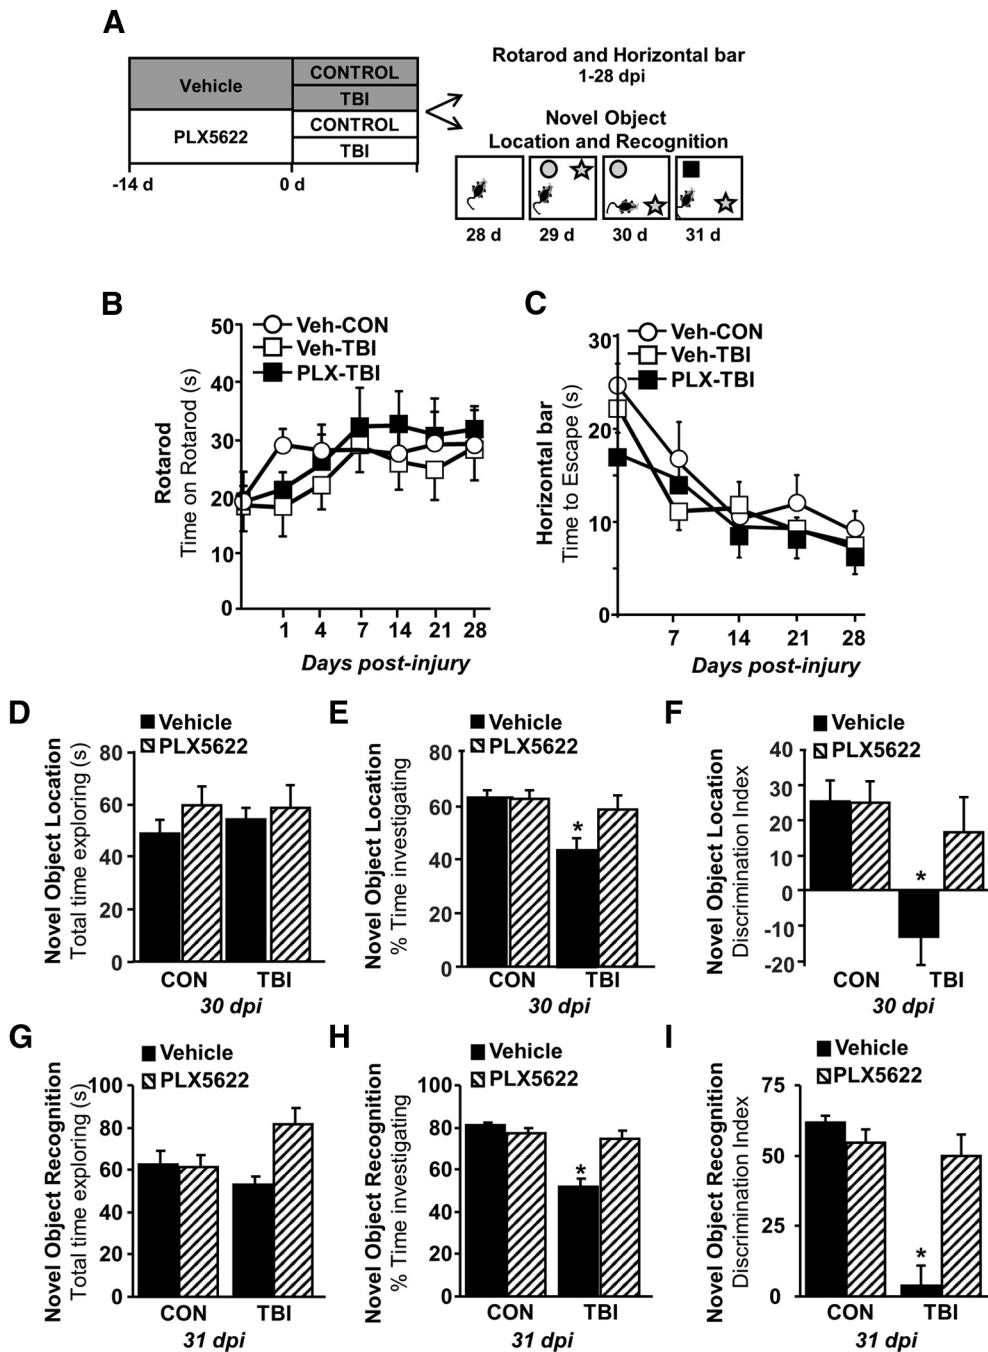 A
Vehicle
PLX5622
CONTROL
TBI
CONTROL
TBI
-14 d
0 d
Rotarod and Horizontal bar
1-28 dpi
Novel Object
Location and Recognition
28 d
29 d
30 d
31 d
B
Rotarod
Time on Rotarod (s)
50
40
30
20
10
0
Veh-CON
Veh-TBI
PLX-TBI
1
4
7
14
21
28
Days post-injury
C
Horizontal bar
Time to Escape (s)
30
20
10
0
Veh-CON
Veh-TBI
PLX-TBI
7
14
21
28
Days post-injury
D
Novel Object Location
Total time exploring (s)
Vehicle
PLX5622
80
60
40
20
0
CON
TBI
30 dpi
E
Novel Object Location
% Time investigating
Vehicle
PLX5622
80
60
40
20
0
*
CON
TBI
30 dpi
F
Novel Object Location
Discrimination Index
Vehicle
PLX5622
40
30
20
10
0
-10
-20
*
CON
TBI
30 dpi
G
Novel Object Recognition
Total time exploring (s)
Vehicle
PLX5622
100
80
60
40
20
0
CON
TBI
31 dpi
H
Novel Object Recognition
% Time investigating
Vehicle
PLX5622
100
80
60
40
20
0
*
CON
TBI
31 dpi
I
Novel Object Recognition
Discrimination Index
Vehicle
PLX5622
75
50
25
0
*
CON
TBI
31 dpi